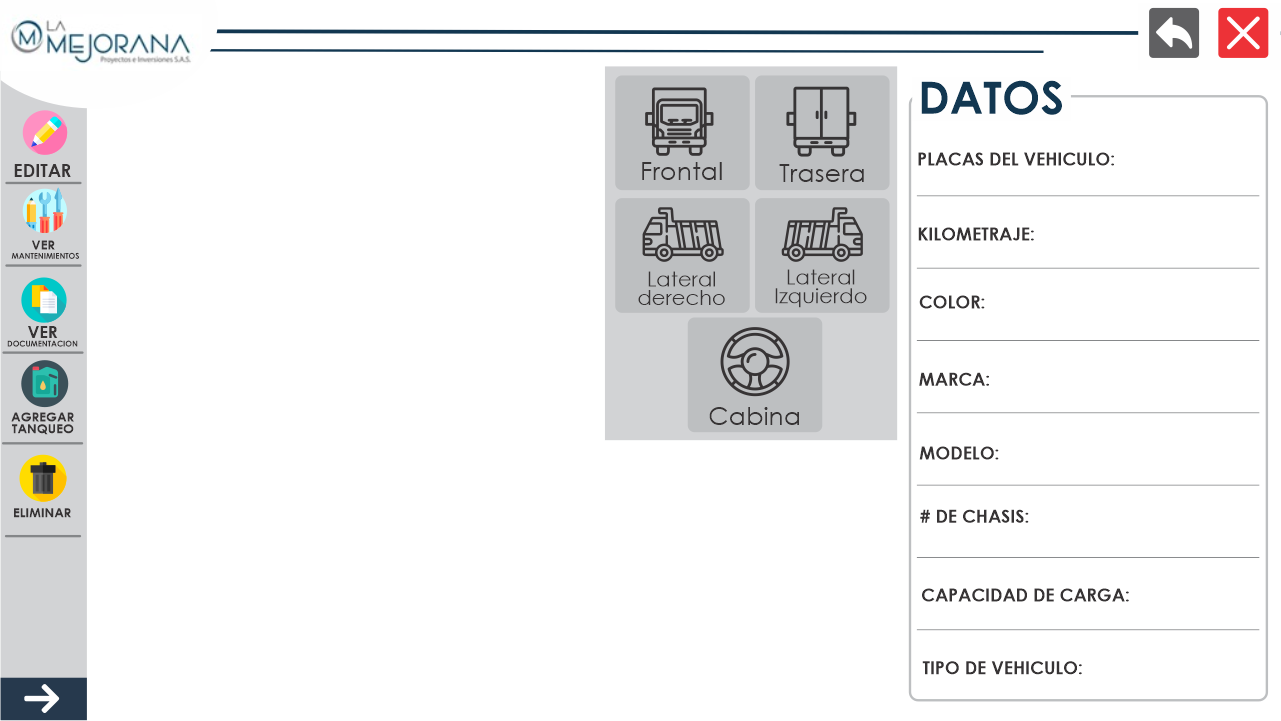 LA
MEJORANA
Proyectos e Inversiones S.A.S.
EDITAR
VER
MANTENIMIENTOS
VER
DOCUMENTACION
AGREGAR
TANQUEO
ELIMINAR
Frontal
Trasera
Lateral
derecho
Lateral
Izquierdo
Cabina
DATOS
PLACAS DEL VEHICULO:
KILOMETRAJE:
COLOR:
MARCA:
MODELO:
# DE CHASIS:
CAPACIDAD DE CARGA:
TIPO DE VEHICULO: